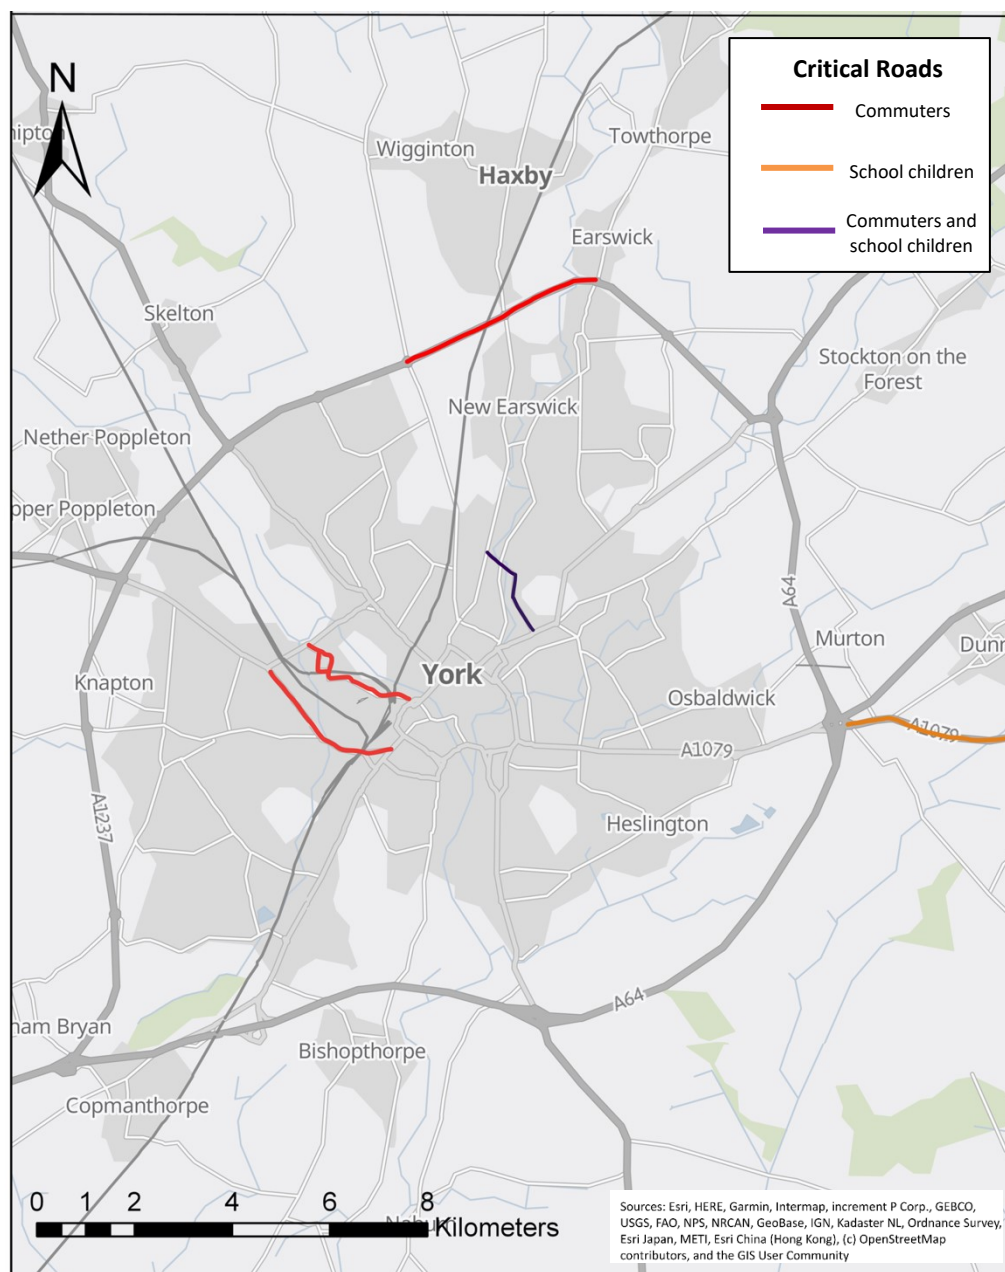 N
Critical Roads
Commuters
School children
Commuters and
school children
hipton
Wigginton
Towthorpe
Haxby
Earswick
Skelton
Stockton on the
Forest
New Earswick
Nether Poppleton
pper Poppleton
A64
Murton
Dunn
York
Knapton
Osbaldwick
A1079
A1079
A1237
Heslington
A64
ham Bryan
Bishopthorpe
Copmanthorpe
0 1 2 4 6 8
Kilometers
Sources: Esri, HERE, Garmin, Intermap, increment P Corp., GEBCO,
USGS, FAO, NPS, NRCAN, GeoBase, IGN, Kadaster NL, Ordnance Survey,
Esri Japan, METI, Esri China (Hong Kong), (c) OpenStreetMap
contributors, and the GIS User Community